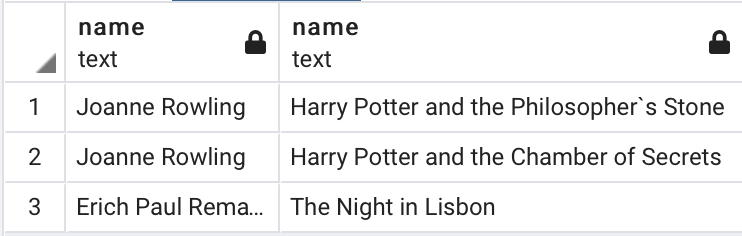 name name
text text
1 Joanne Rowling Harry Potter and the Philosopher`s Stone
2 Joanne Rowling Harry Potter and the Chamber of Secrets
3 Erich Paul Rema... The Night in Lisbon